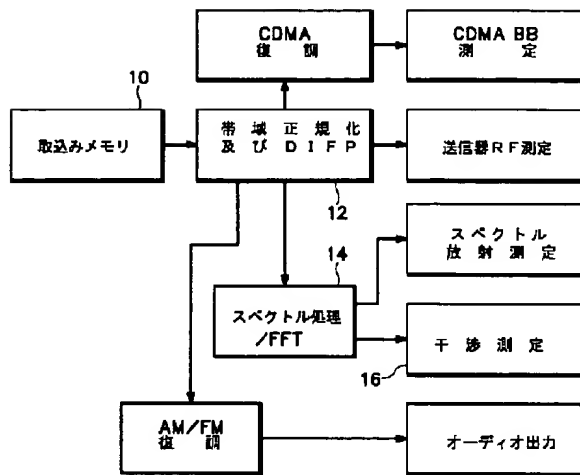 CDMA
復調
CDMA BB
測定
10
取込みメモリ
帯域正規化
及びDIFP
送信器RF測定
12
スペクトル
放射測定
14
スペクトル処理
/FFT
干渉測定
16
AM/FM
復調
オーディオ出力